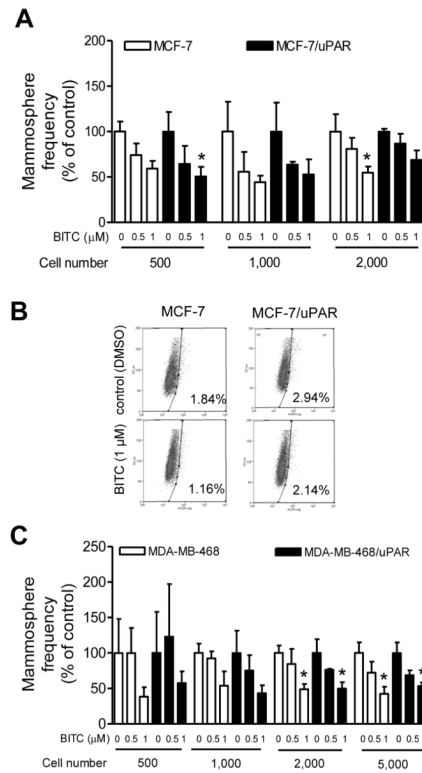 A
MCF-7 MCF-7/uPAR
Mammosphere frequency (% of control)
200
150
100
50
0
* *
BITC (μM) 0 0.5 1 0 0.5 1 0 0.5 1 0 0.5 1 0 0.5 1 0 0.5 1
Cell number 500 1,000 2,000
B
MCF-7 MCF-7/uPAR
control (DMSO)
1.84% 2.94%
BITC (1 μM)
1.16% 2.14%
C
MDA-MB-468 MDA-MB-468/uPAR
Mammosphere frequency (% of control)
250
200
150
100
50
0
* * * *
BITC (μM) 0 0.5 1 0 0.5 1 0 0.5 1 0 0.5 1 0 0.5 1 0 0.5 1 0 0.5 1 0 0.5 1
Cell number 500 1,000 2,000 5,000